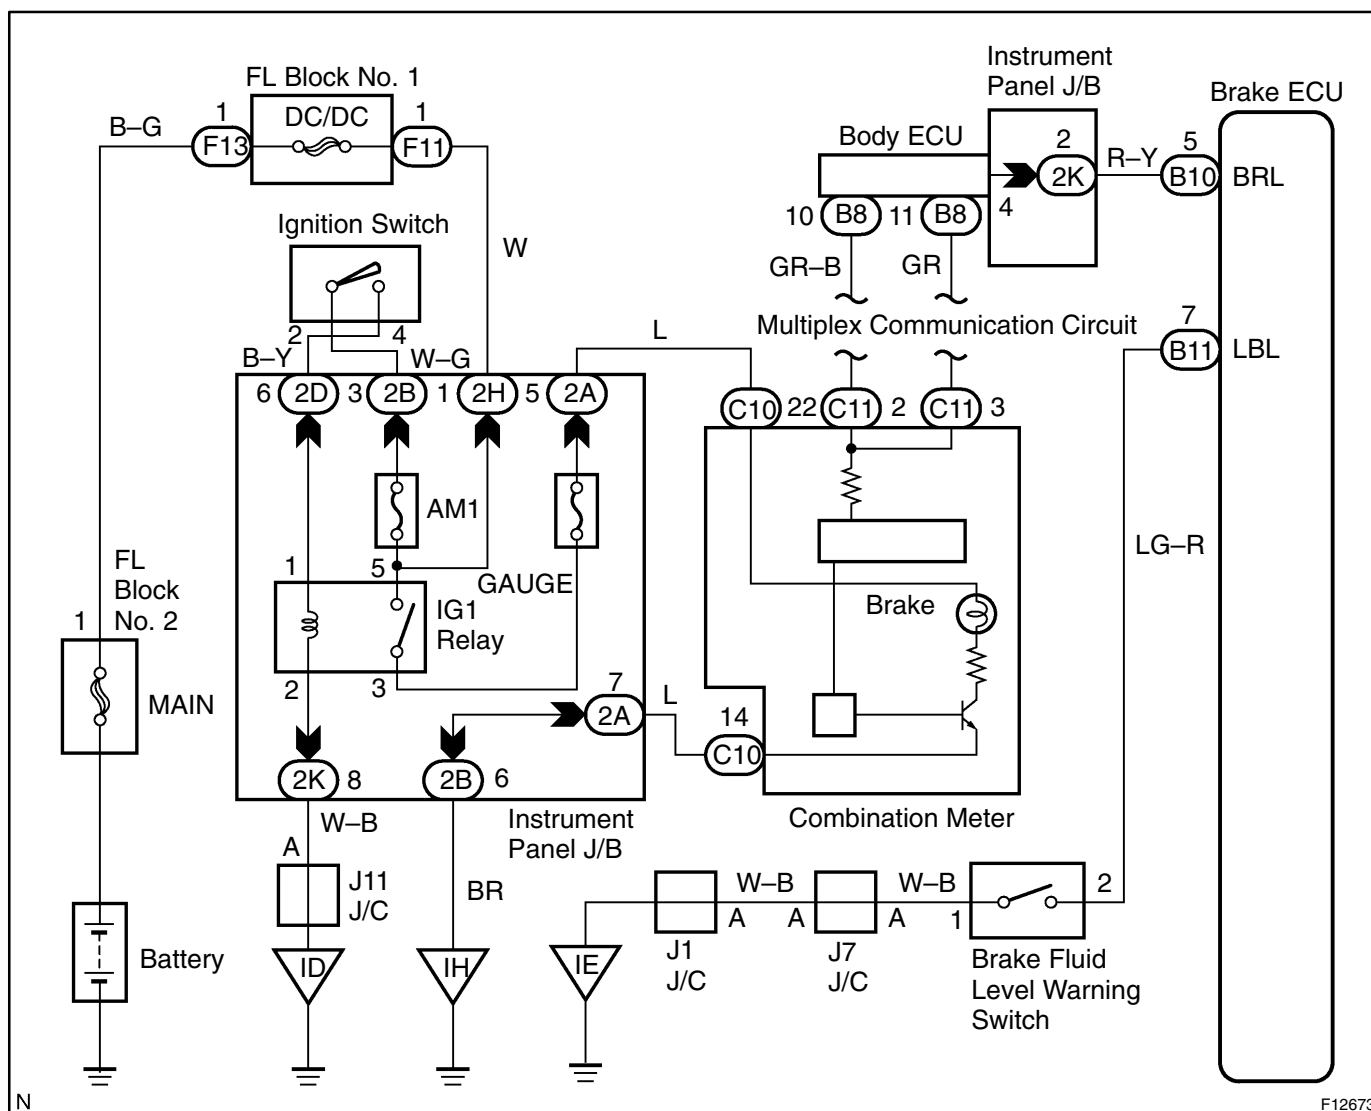 FL Block No. 1
DC/DC
1
1
B–G
F13
F11
W
Ignition Switch
2
4
B–Y
W–G
6
2D
3
2B
1
2H
5
2A
L
AM1
GAUGE
1
5
IG1
Relay
2
3
7
2A
L
14
C10
2K
8
2B
6
W–B
Instrument
Panel J/B
A
J11
J/C
BR
ID
IH
IE
FL
Block
No. 2
1
MAIN
Battery
Instrument
Panel J/B
Brake ECU
Body ECU
2
2K
4
R–Y
5
B10
BRL
10
B8
11
B8
GR–B
GR
Multiplex Communication Circuit
7
B11
LBL
C10
22
C11
2
C11
3
Brake
Combination Meter
LG–R
W–B
W–B
2
A
A
A
1
J1
J/C
J7
J/C
Brake Fluid
Level Warning
Switch
N
F12673